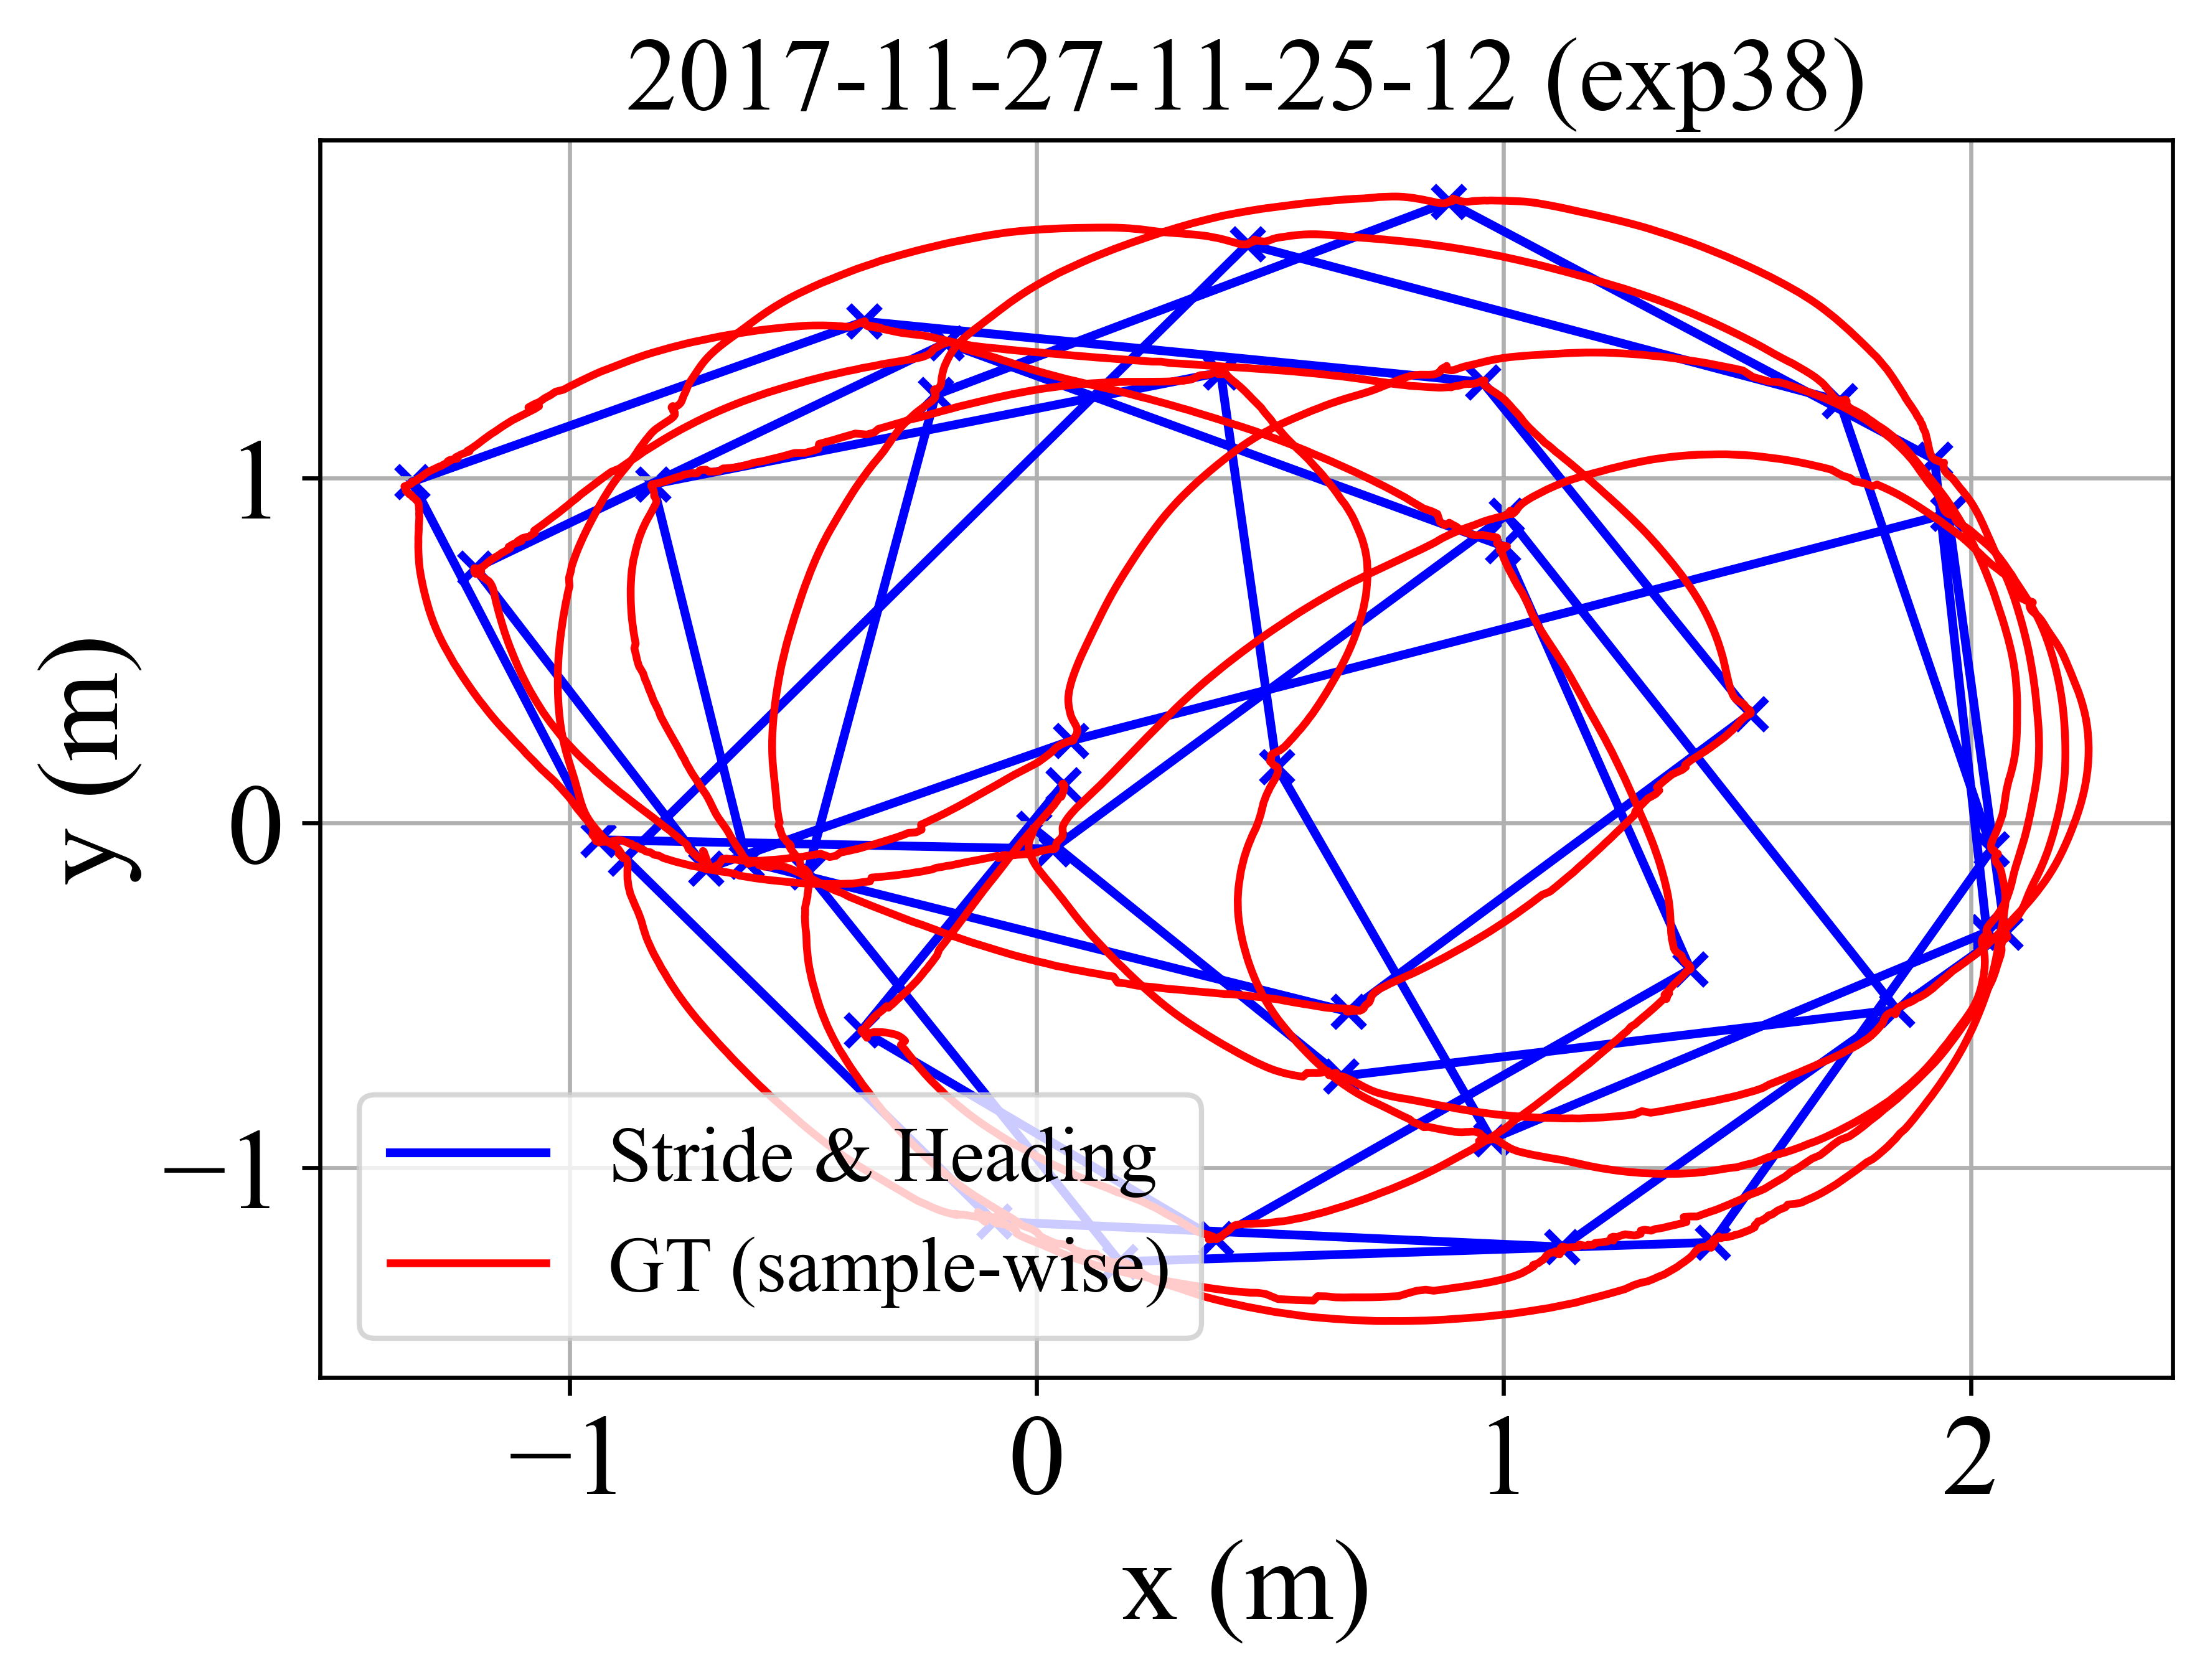 2017-11-27-11-25-12 (exp38)
y (m)
1
0
−1
Stride & Heading
GT (sample-wise)
−1 0 1 2
x (m)